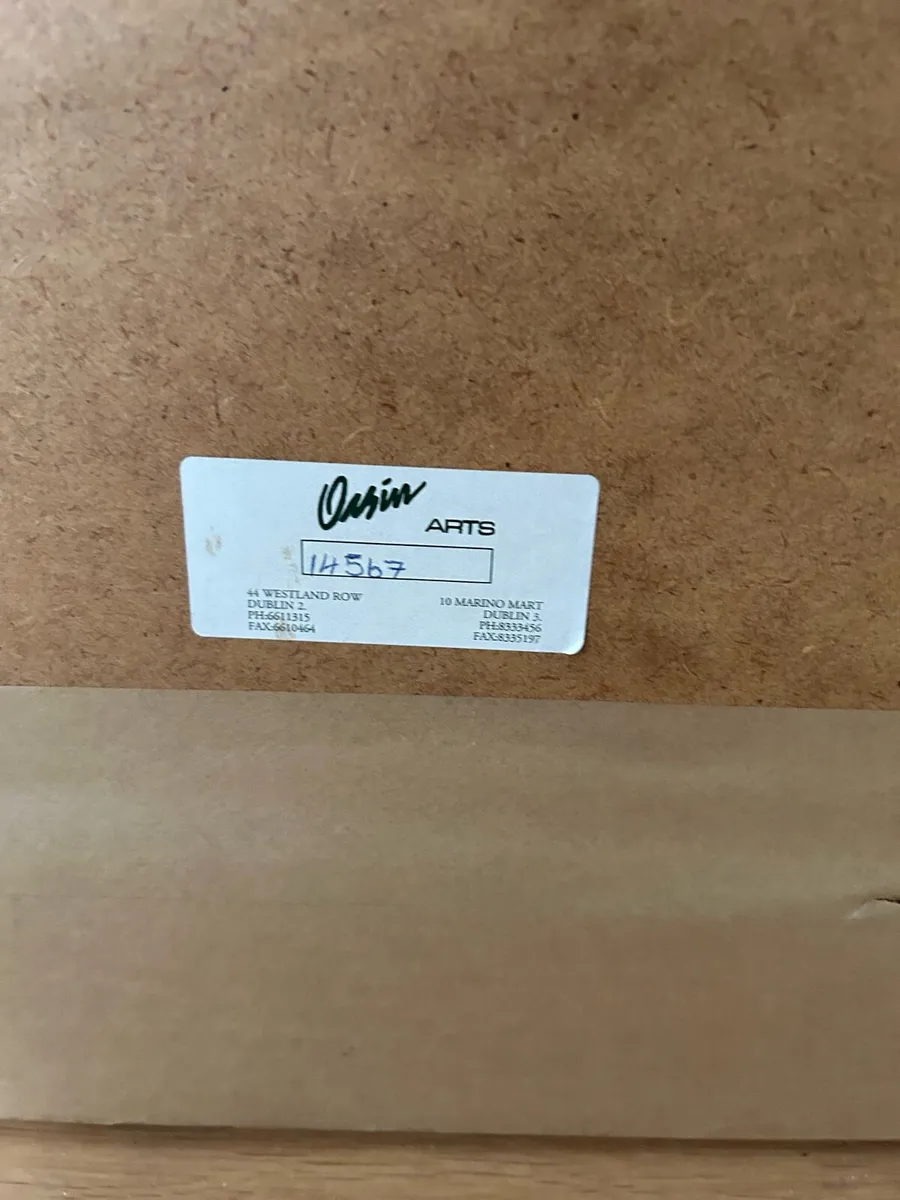 Oisín
ARTS
14567
44 WESTLAND ROW
DUBLIN 2.
PH:6611315
FAX:6610464
10 MARINO MART
DUBLIN 3.
PH:8333456
FAX:8335197